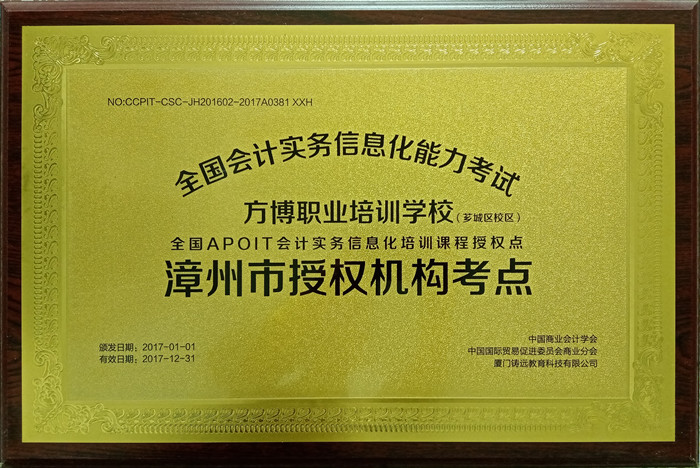 NO:CCPIT-CSC-JH201602-2017A0381 XXH
全国会计实务信息化能力考试
方博职业培训学校（芗城区校区）
全国APOIT会计实务信息化培训课程授权点
漳州市授权机构考点
颁发日期：2017-01-01
有效日期：2017-12-31
中国商业会计学会
中国国际贸易促进委员会商业分会
厦门铸远教育科技有限公司